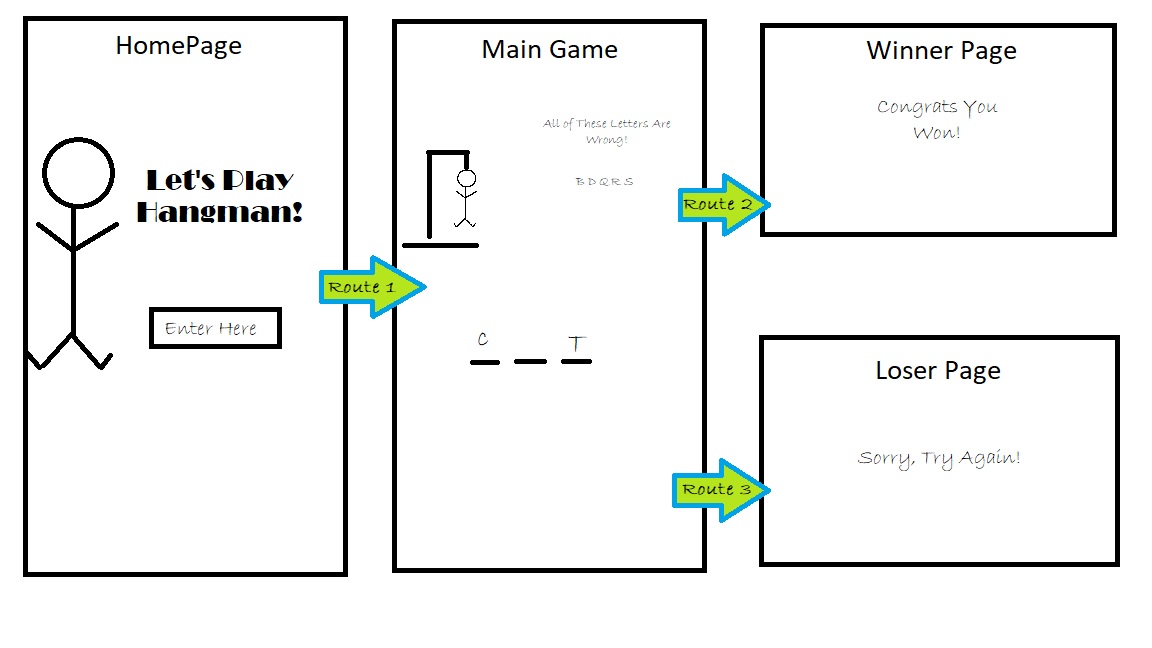 HomePage
Let's Play
Hangman!
Enter Here
Route 1
Main Game
All of These Letters Are
Wrong!
B D Q R S
C T
Route 2
Winner Page
Congrats You
Won!
Route 3
Loser Page
Sorry, Try Again!